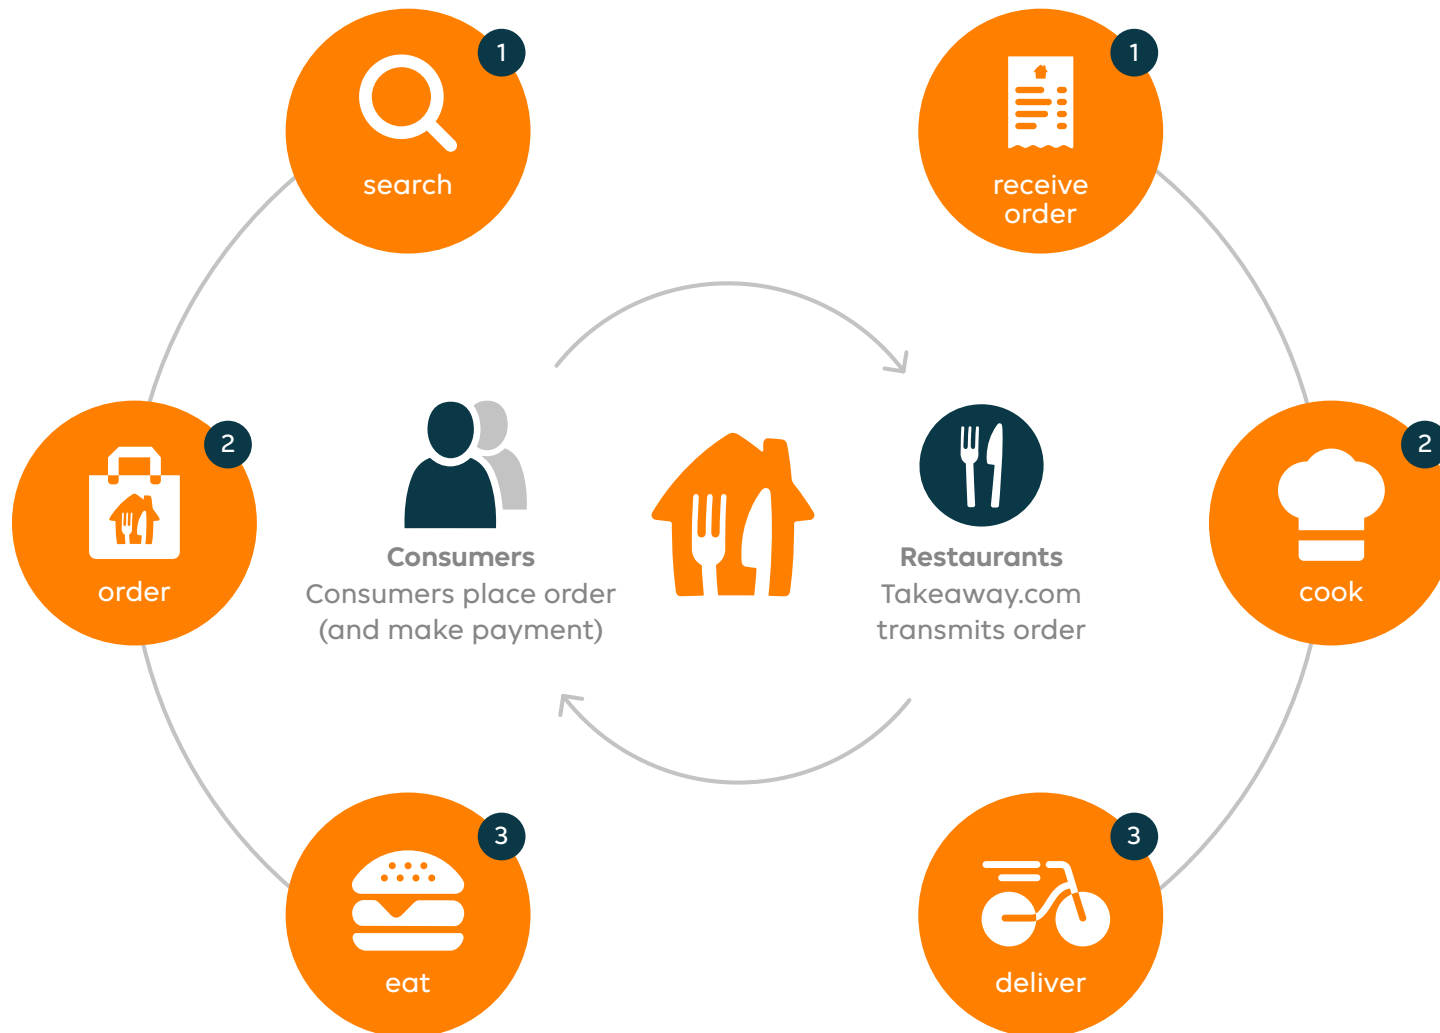 1
search
2
order
3
eat
Consumers
Consumers place order
(and make payment)
Restaurants
Takeaway.com
transmits order
1
receive
order
2
cook
3
deliver